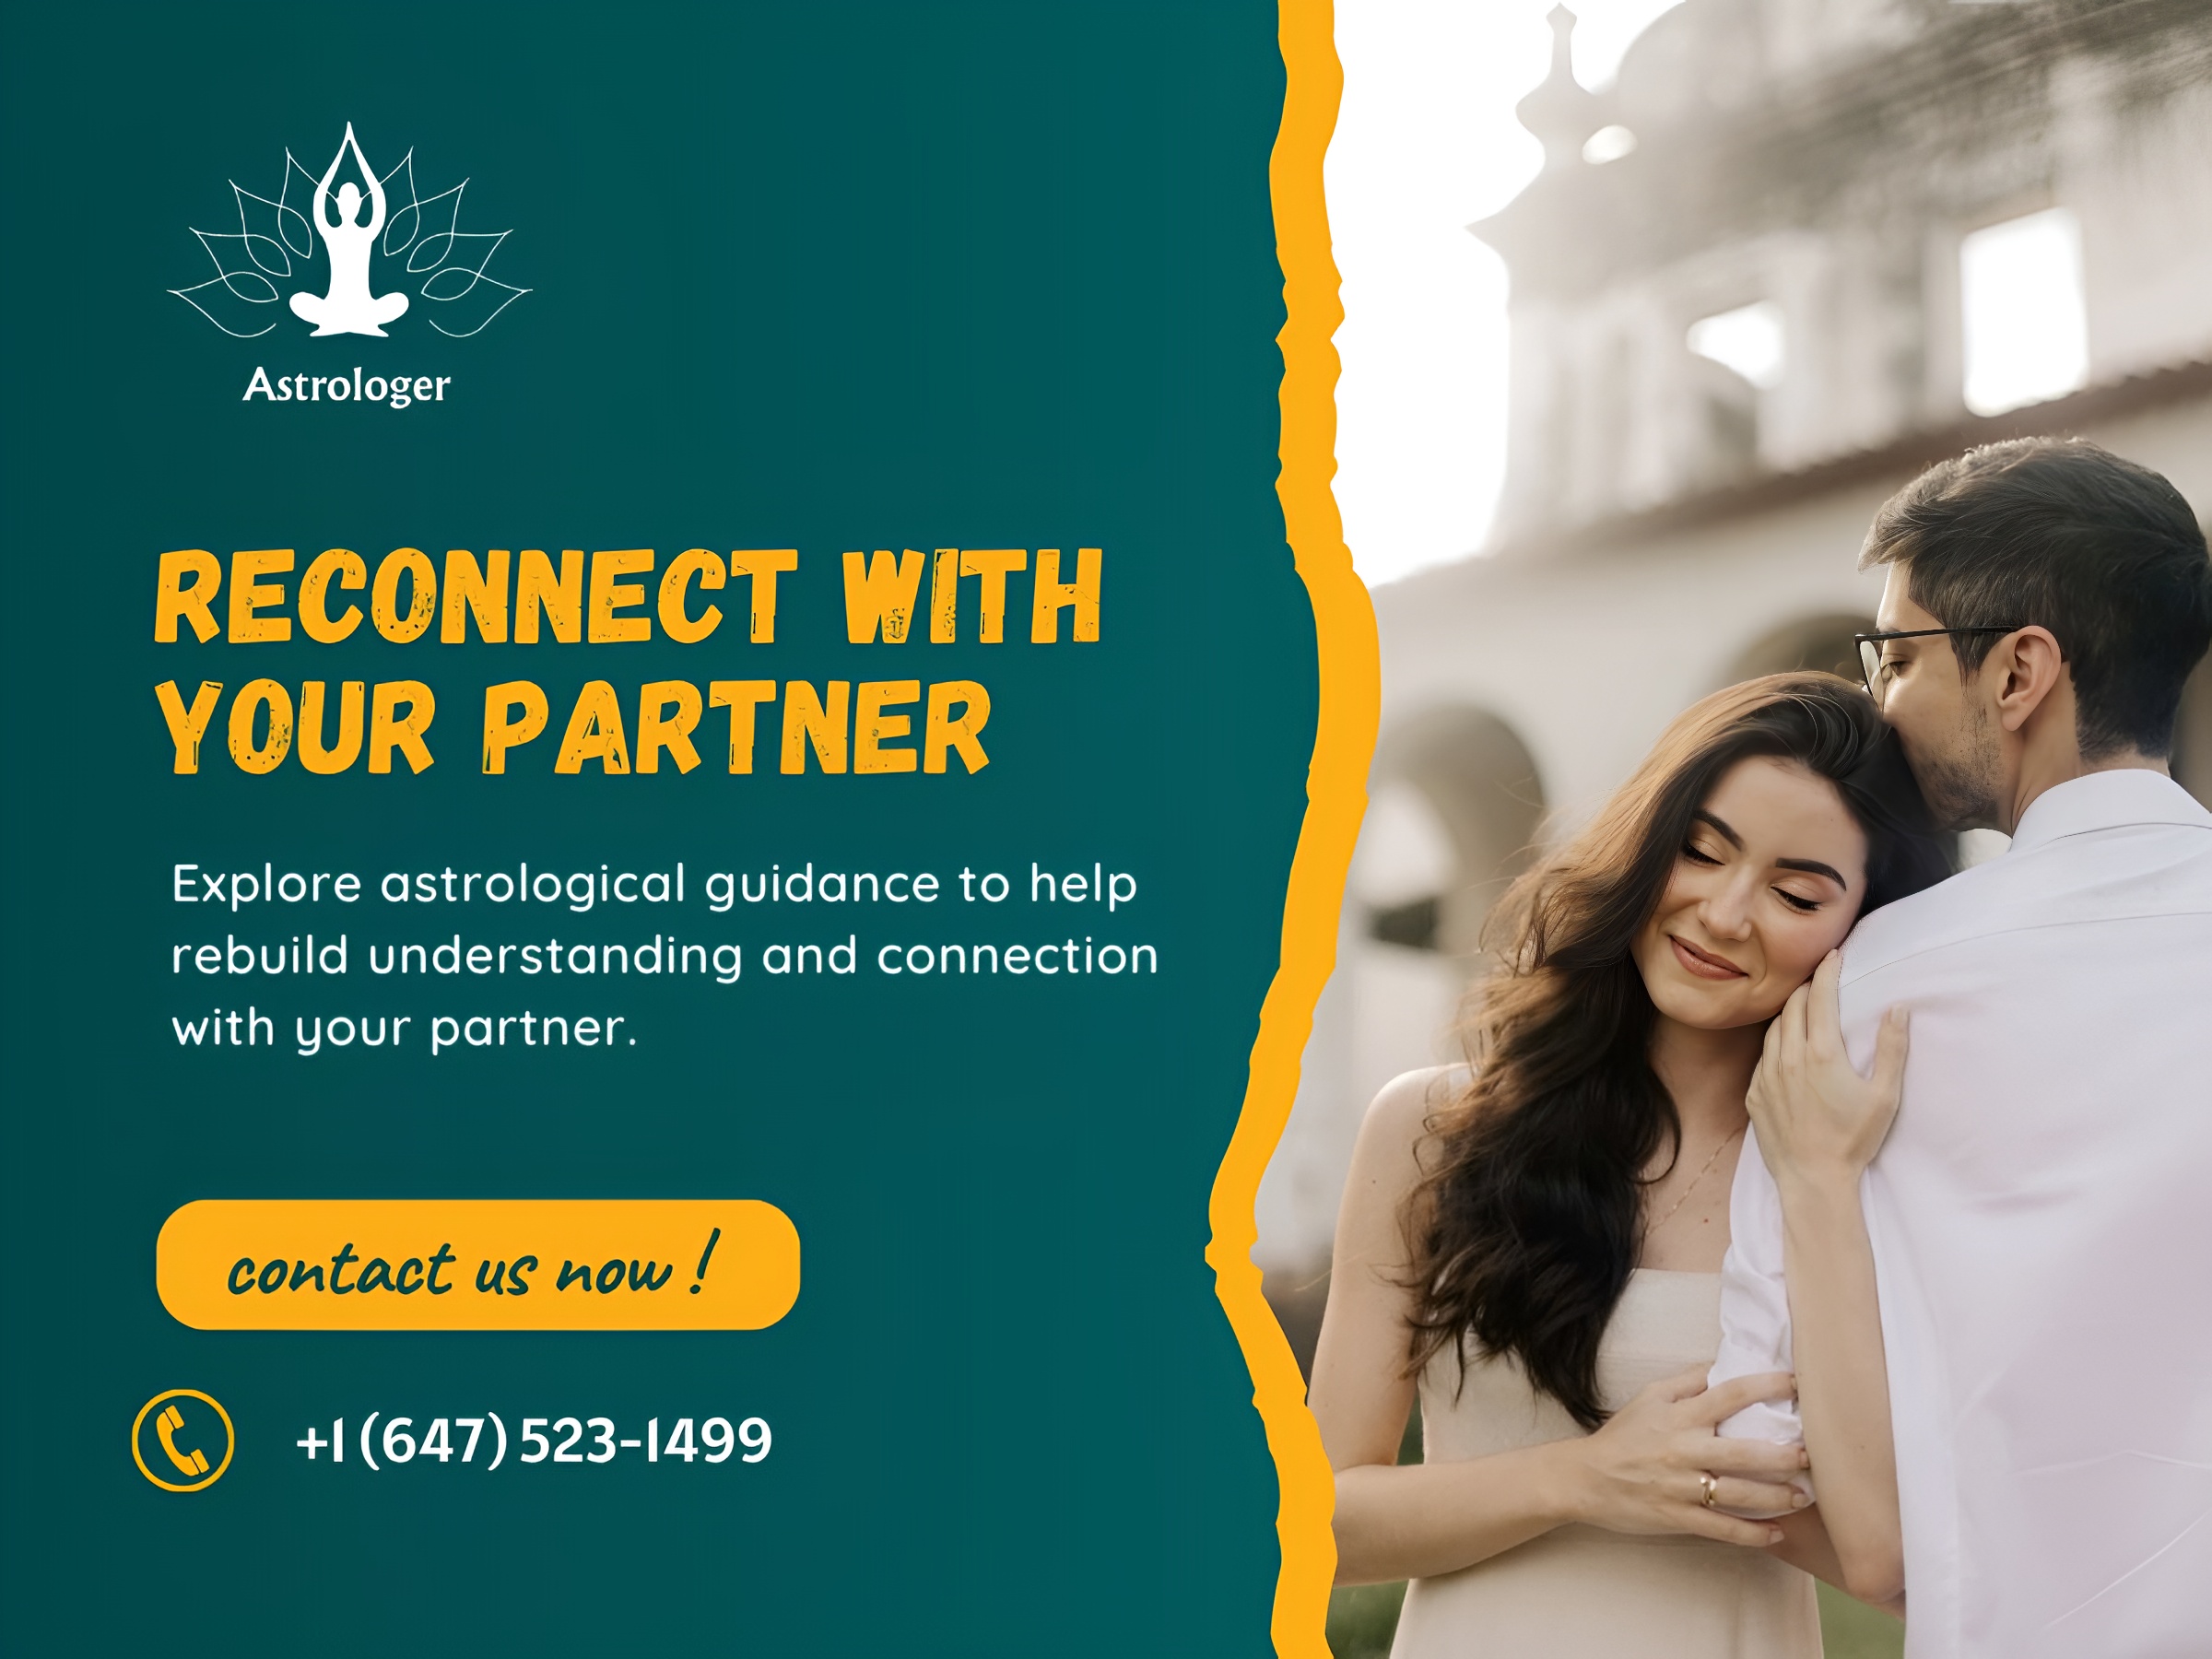 Astrologer
RECONNECT WITH
YOUR PARTNER
Explore astrological guidance to help
rebuild understanding and connection
with your partner.
contact us now !
+1 (647) 523-1499